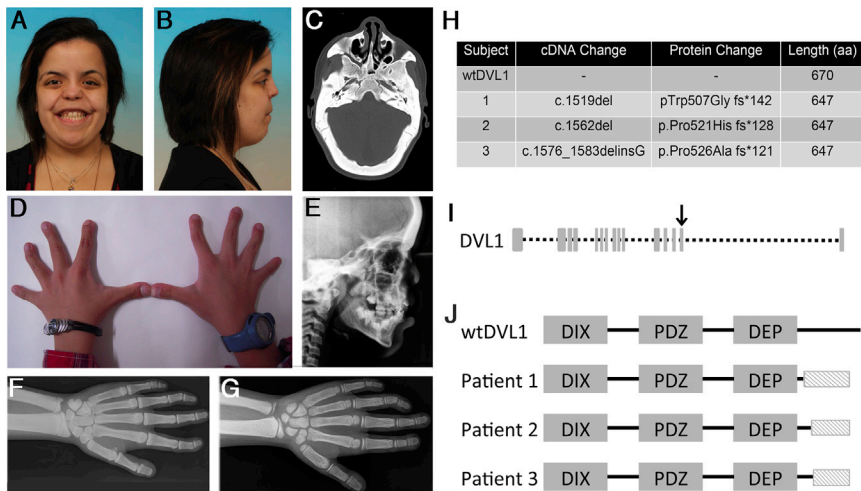 A
B
C
D
E
F
G
H
Subject cDNA Change Protein Change Length (aa)
wtDVL1 - - 670
1 c.1519del pTrp507Gly fs*142 647
2 c.1562del p.Pro521His fs*128 647
3 c.1576_1583delinsG p.Pro526Ala fs*121 647
I
DVL1
J
wtDVL1 DIX PDZ DEP
Patient 1 DIX PDZ DEP
Patient 2 DIX PDZ DEP
Patient 3 DIX PDZ DEP